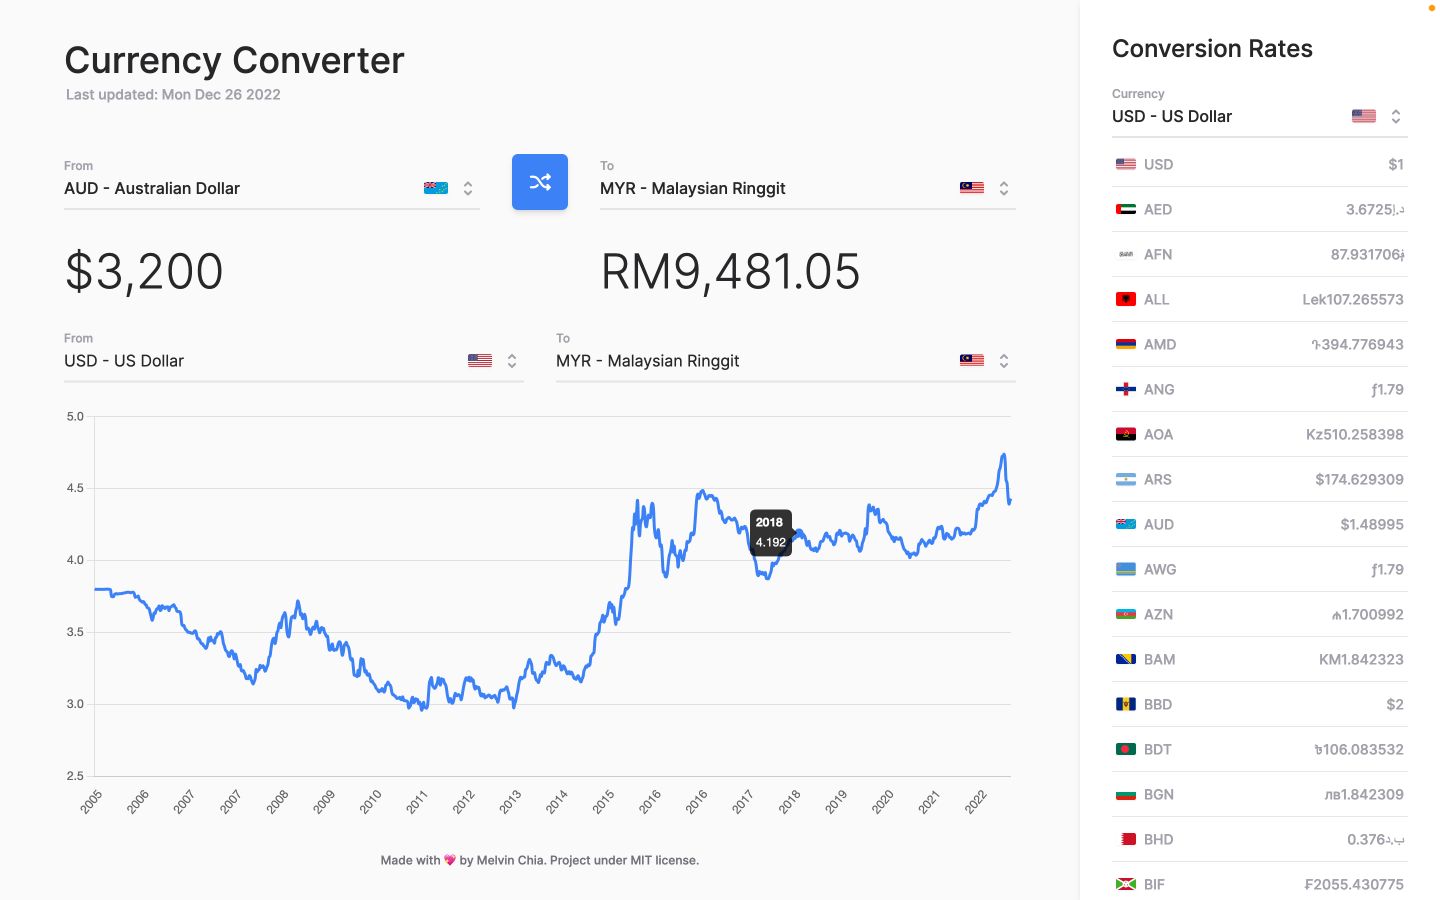 Currency Converter
Last updated: Mon Dec 26 2022
From
AUD - Australian Dollar
To
MYR - Malaysian Ringgit
$3,200
RM9,481.05
From
USD - US Dollar
To
MYR - Malaysian Ringgit
5.0
4.5
4.0
3.5
3.0
2.5
2018
4.192
2005
2006
2007
2007
2008
2009
2010
2011
2012
2013
2014
2015
2016
2016
2017
2018
2019
2020
2021
2022
Made with 💖 by Melvin Chia. Project under MIT license.
Conversion Rates
Currency
USD - US Dollar
USD $1
AED د.إ3.6725
AFN ؋87.931706
ALL Lek107.265573
AMD Դ394.776943
ANG ƒ1.79
AOA Kz510.258398
ARS $174.629309
AUD $1.48995
AWG ƒ1.79
AZN ₼1.700992
BAM KM1.842323
BBD $2
BDT ৳106.083532
BGN лв1.842309
BHD ب.د0.376
BIF ₣2055.430775